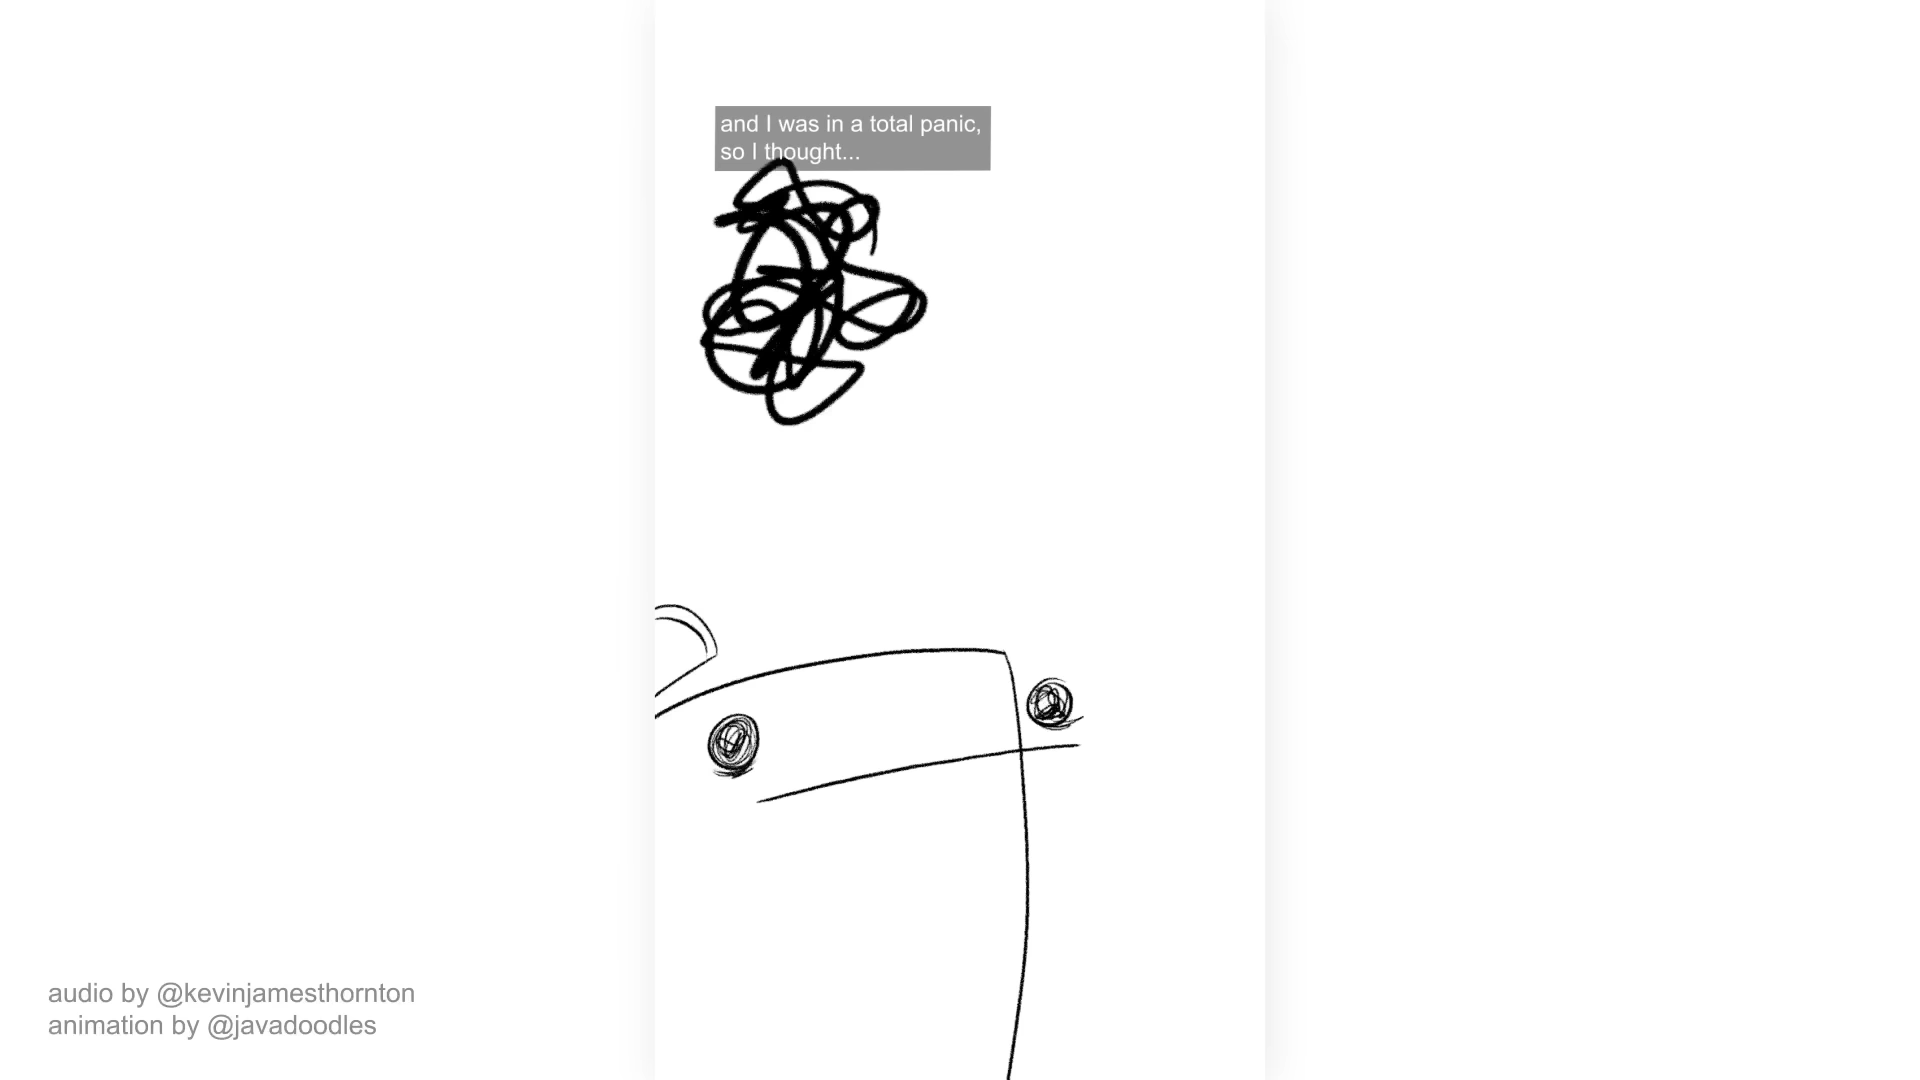 and I was in a total panic,
so I thought...
audio by @kevinjamesthornton
animation by @javadoodles